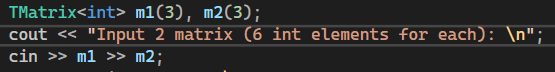 TMatrix<int> m1(3), m2(3);
cout << "Input 2 matrix (6 int elements for each): \n";
cin >> m1 >> m2;